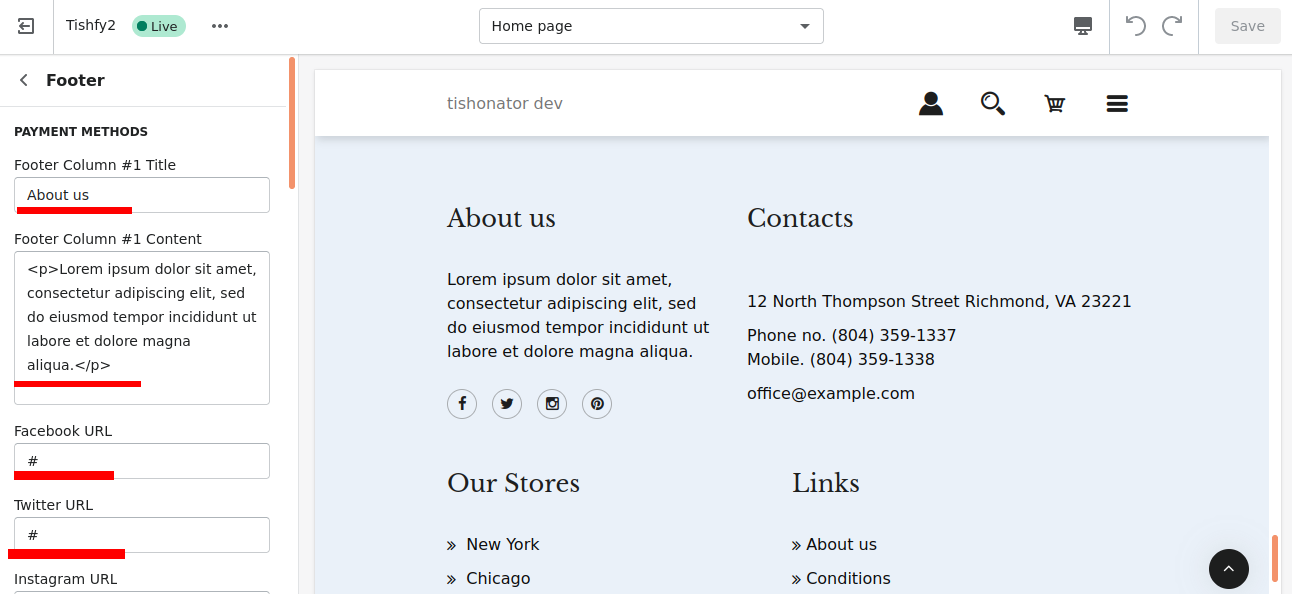 Tishfy2
Live
Home page
Save
Footer
PAYMENT METHODS
Footer Column #1 Title
About us
Footer Column #1 Content
<p>Lorem ipsum dolor sit amet,
consectetur adipiscing elit, sed
do eiusmod tempor incididunt ut
labore et dolore magna
aliqua.</p>
Facebook URL
#
Twitter URL
#
Instagram URL
tishonator dev
About us
Lorem ipsum dolor sit amet,
consectetur adipiscing elit, sed
do eiusmod tempor incididunt ut
labore et dolore magna aliqua.
Contacts
12 North Thompson Street Richmond, VA 23221
Phone no. (804) 359-1337
Mobile. (804) 359-1338
office@example.com
Our Stores
» New York
» Chicago
Links
» About us
» Conditions